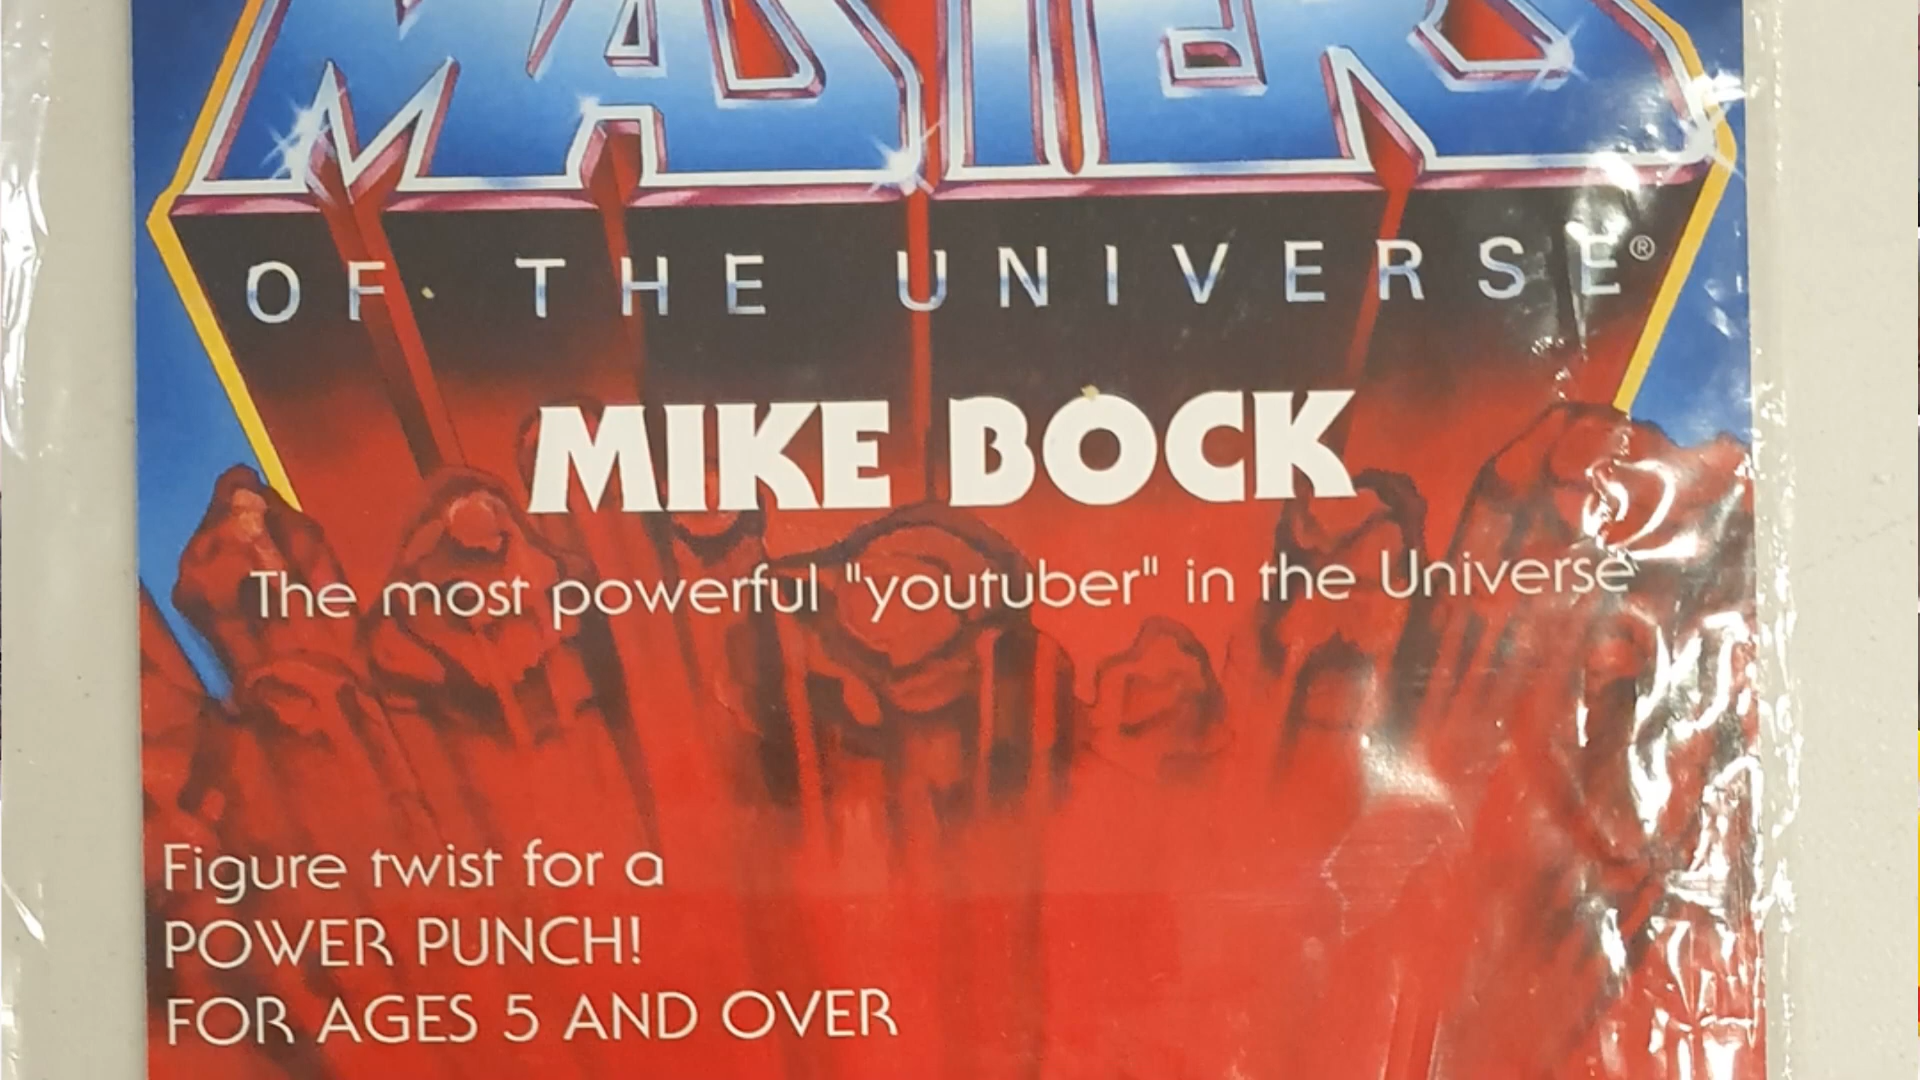 MASTERS
OF THE UNIVERSE®
MIKE BOCK
The most powerful "youtuber" in the Universe
Figure twist for a
POWER PUNCH!
FOR AGES 5 AND OVER